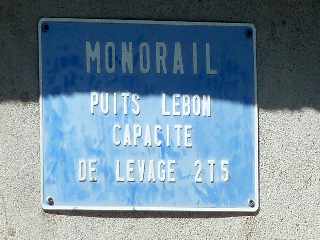 MONORAIL
PUITS LEBON
CAPACITE
DE LEVAGE 2T5